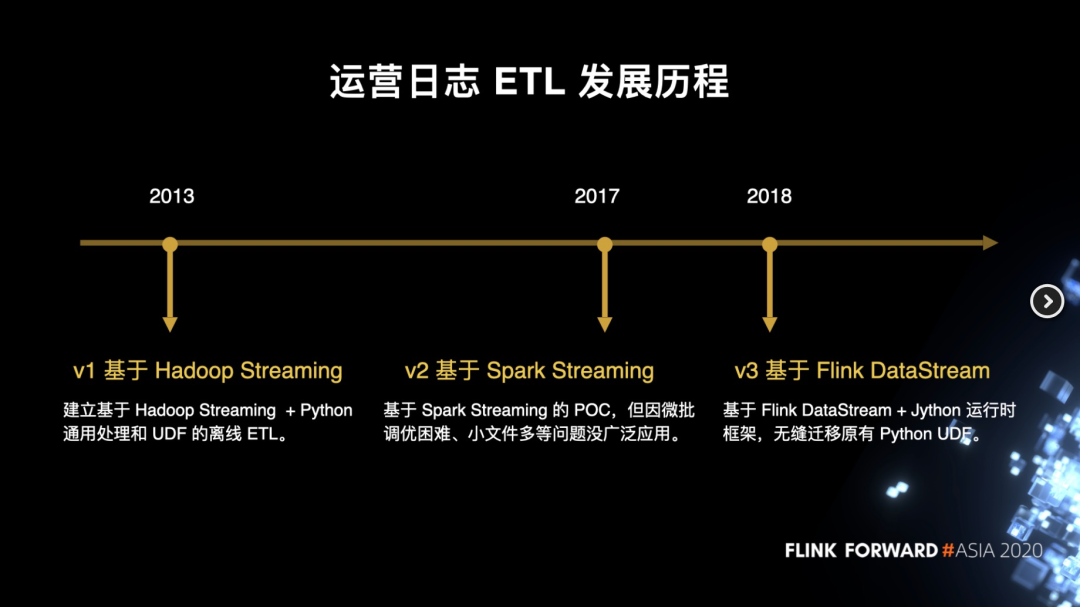 运营日志 ETL 发展历程
2013
2017
2018
v1 基于 Hadoop Streaming
建立基于 Hadoop Streaming + Python
通用处理和 UDF 的离线 ETL。
v2 基于 Spark Streaming
基于 Spark Streaming 的 POC，但因微批
调优困难、小文件多等问题没广泛应用。
v3 基于 Flink DataStream
基于 Flink DataStream + Jython 运行时
框架，无缝迁移原有 Python UDF。
FLINK FORWARD #ASIA 2020